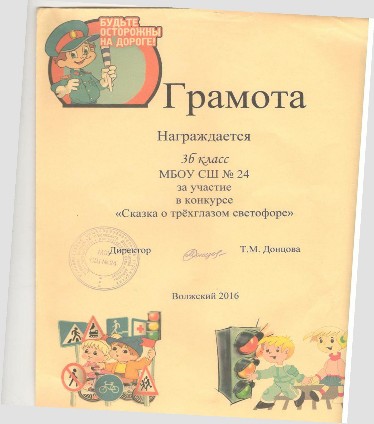 БУДЬТЕ
ОСТОРОЖНЫ
НА ДОРОГЕ!
Грамота
Награждается
3б класс
МБОУ СШ № 24
за участие
в конкурсе
«Сказка о трёхглазом светофоре»
Директор
Т.М. Донцова
Волжский 2016